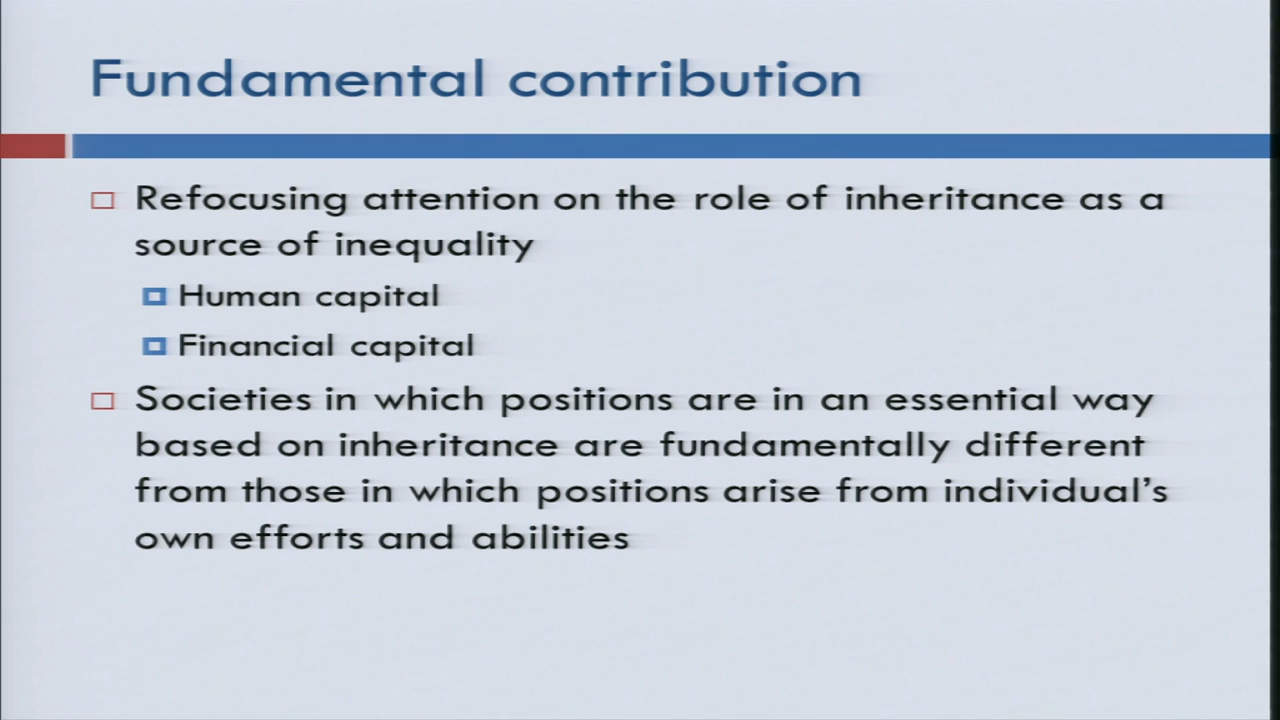 Fundamental contribution
Refocusing attention on the role of inheritance as a
source of inequality
Human capital
Financial capital
Societies in which positions are in an essential way
based on inheritance are fundamentally different
from those in which positions arise from individual's
own efforts and abilities